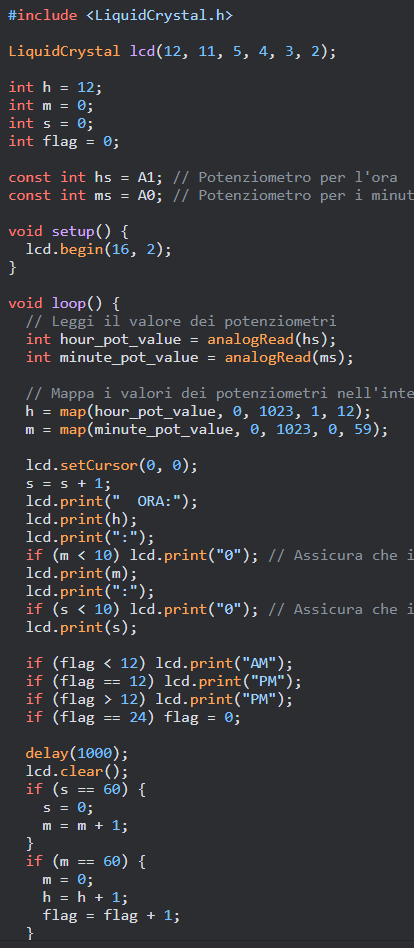 #include <LiquidCrystal.h>
LiquidCrystal lcd(12, 11, 5, 4, 3, 2);
int h = 12;
int m = 0;
int s = 0;
int flag = 0;
const int hs = A1; // Potenziometro per l'ora
const int ms = A0; // Potenziometro per i minut
void setup() {
lcd.begin(16, 2);
}
void loop() {
// Leggi il valore dei potenziometri
int hour_pot_value = analogRead(hs);
int minute_pot_value = analogRead(ms);
// Mappa i valori dei potenziometri nell'inte
h = map(hour_pot_value, 0, 1023, 1, 12);
m = map(minute_pot_value, 0, 1023, 0, 59);
lcd.setCursor(0, 0);
s = s + 1;
lcd.print("  ORA:");
lcd.print(h);
lcd.print(":");
if (m < 10) lcd.print("0"); // Assicura che i
lcd.print(m);
lcd.print(":");
if (s < 10) lcd.print("0"); // Assicura che i
lcd.print(s);
if (flag < 12) lcd.print("AM");
if (flag == 12) lcd.print("PM");
if (flag > 12) lcd.print("PM");
if (flag == 24) flag = 0;
delay(1000);
lcd.clear();
if (s == 60) {
s = 0;
m = m + 1;
}
if (m == 60) {
m = 0;
h = h + 1;
flag = flag + 1;
}